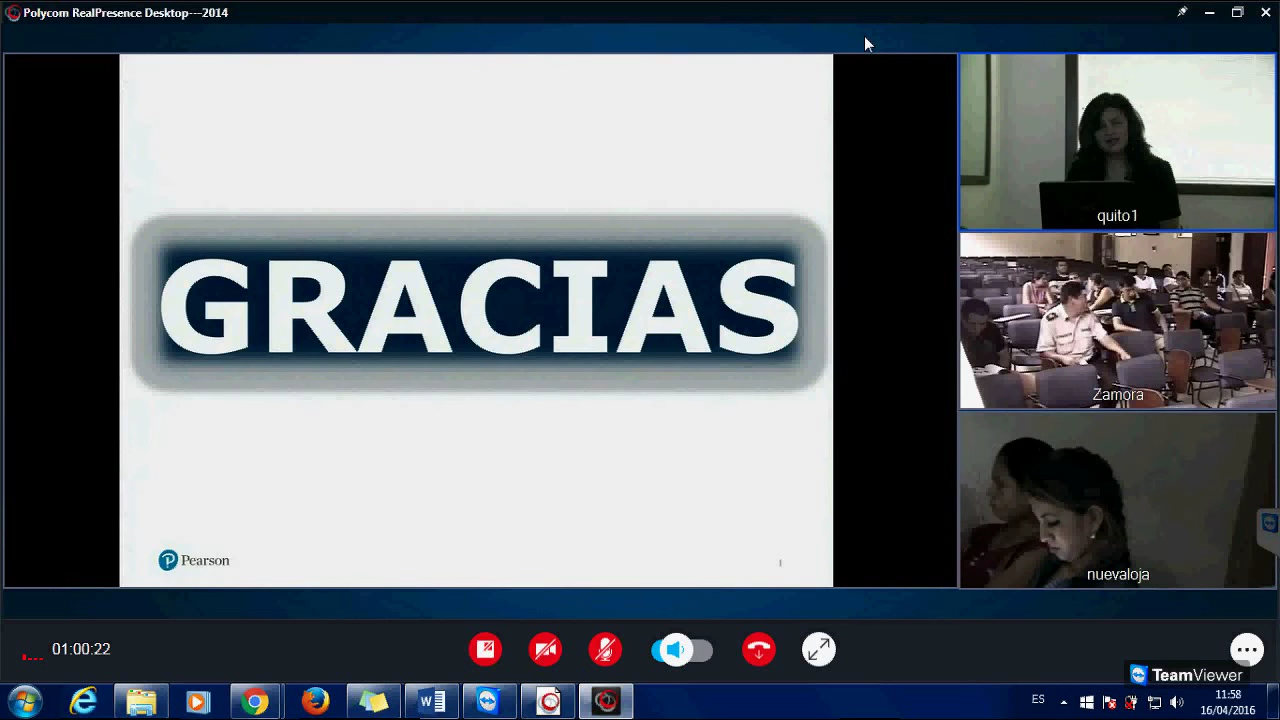 Polycom RealPresence Desktop---2014
GRACIAS
Pearson
quito1
Zamora
nuevaloja
01:00:22
TeamViewer
ES
11:58
16/04/2016